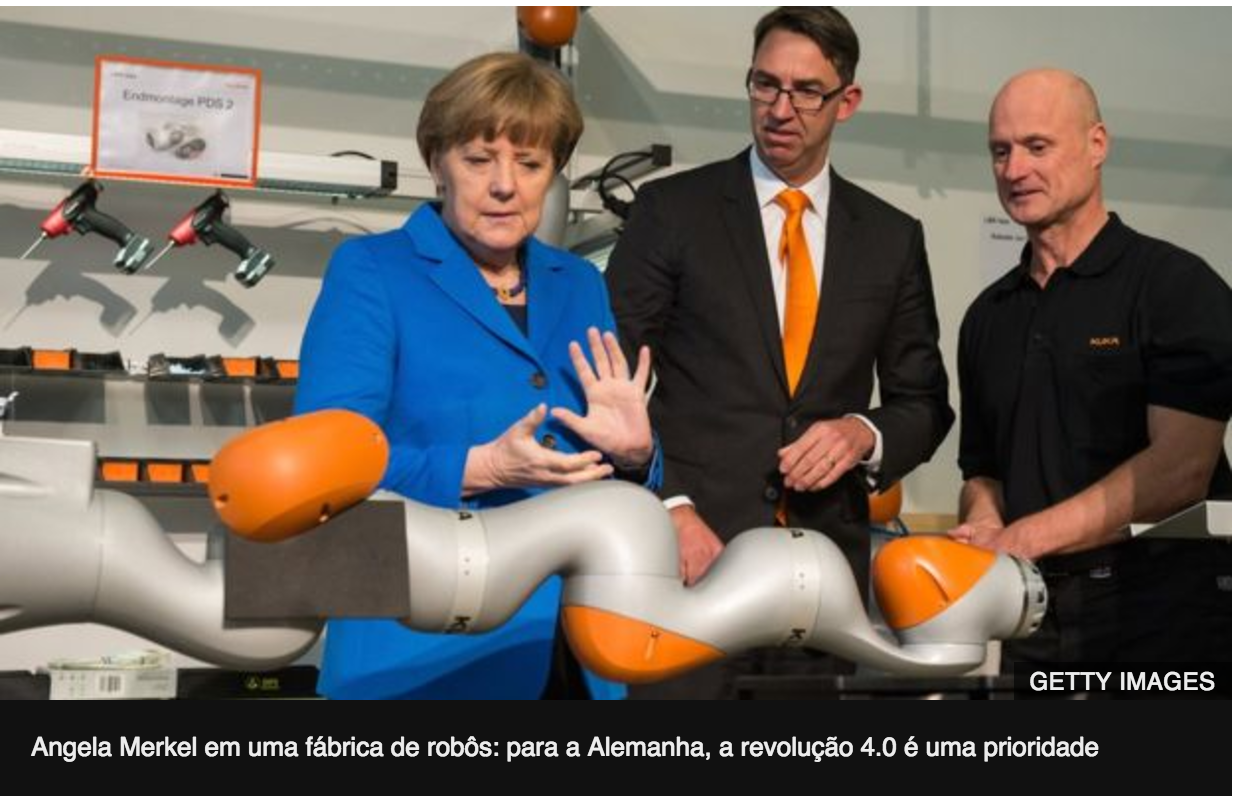 Endmontage PDS 2
KUKA
GETTY IMAGES
Angela Merkel em uma fábrica de robôs: para a Alemanha, a revolução 4.0 é uma prioridade